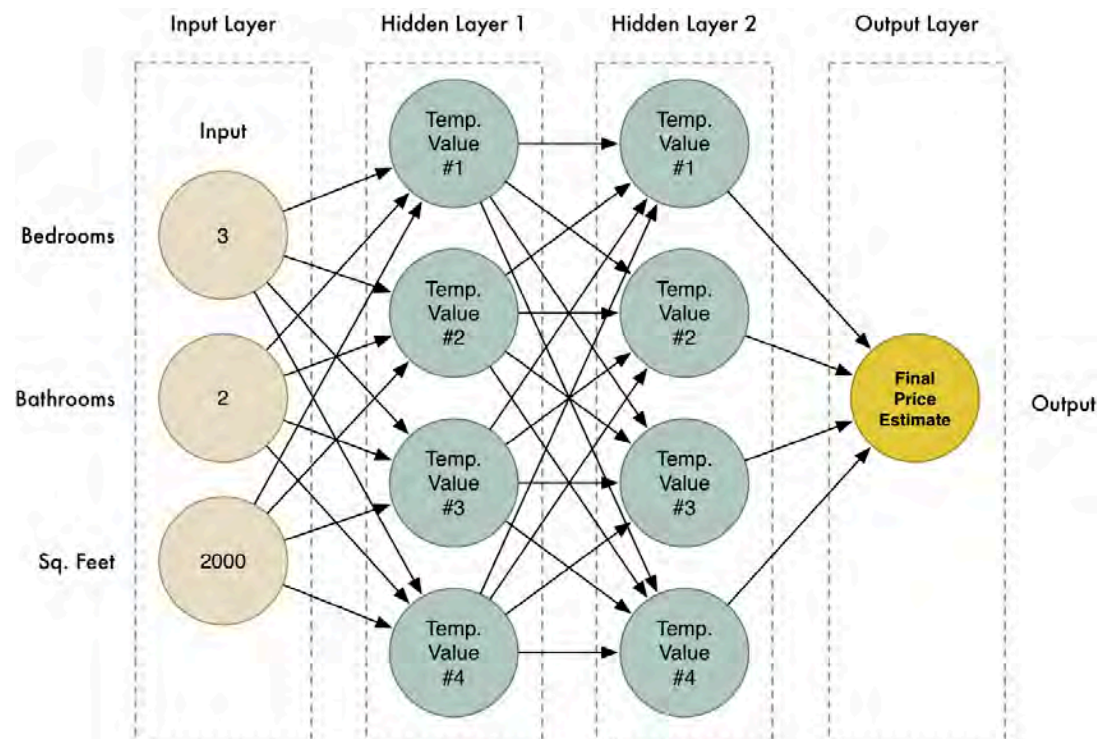 Input Layer
Hidden Layer 1
Hidden Layer 2
Output Layer
Input
Bedrooms
3
Bathrooms
2
Sq. Feet
2000
Temp.
Value
#1
Temp.
Value
#2
Temp.
Value
#3
Temp.
Value
#4
Temp.
Value
#1
Temp.
Value
#2
Temp.
Value
#3
Temp.
Value
#4
Final
Price
Estimate
Output